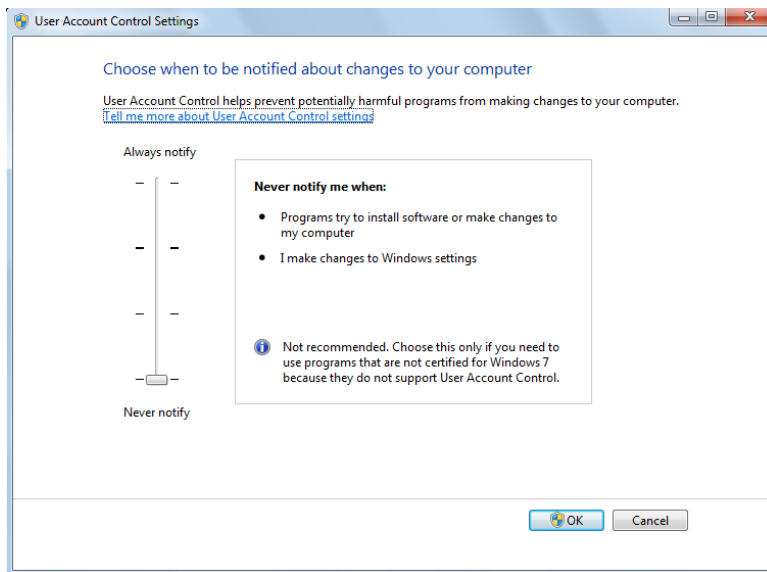 User Account Control Settings
Choose when to be notified about changes to your computer
User Account Control helps prevent potentially harmful programs from making changes to your computer.
Tell me more about User Account Control settings
Always notify
Never notify me when:
• Programs try to install software or make changes to
my computer
• I make changes to Windows settings
Not recommended. Choose this only if you need to
use programs that are not certified for Windows 7
because they do not support User Account Control.
Never notify
OK
Cancel